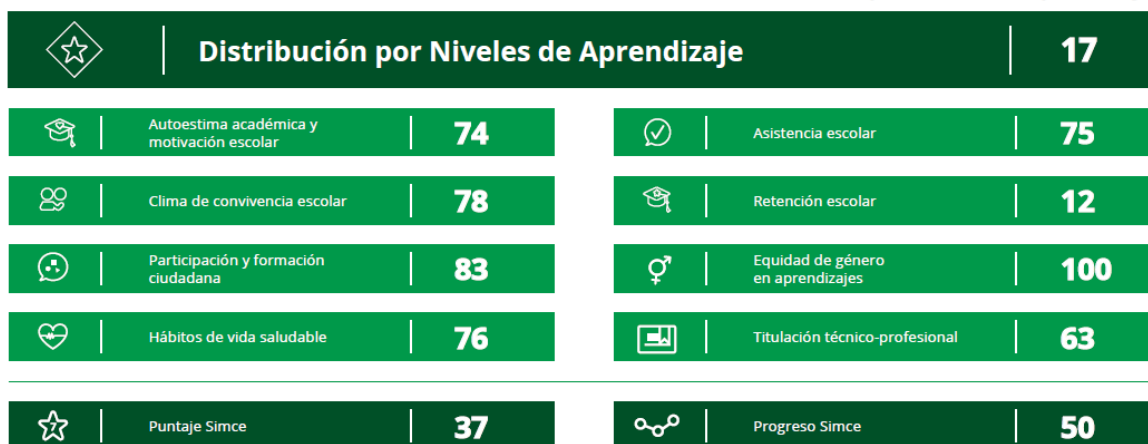 Distribución por Niveles de Aprendizaje 17
Autoestima académica y
motivación escolar 74
Asistencia escolar 75
Clima de convivencia escolar 78
Retención escolar 12
Participación y formación
ciudadana 83
Equidad de género
en aprendizajes 100
Hábitos de vida saludable 76
Titulación técnico-profesional 63
7 Puntaje Simce 37
Progreso Simce 50